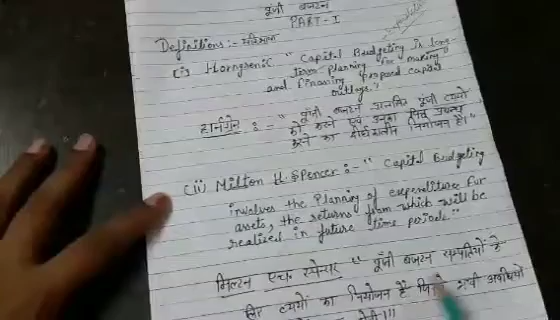 पूंजी बजटन
PART-I
Definitions:- परिभाषा
(i) Horngrenic " Capital Budgeting is long-
term planning for making
and financing proposed capital
outlays."
हार्नग्रेन :- " पूंजी बजटन प्रस्तावित पूंजी व्ययों
को करने एवं उनका वित्त प्रबन्ध
करने का दीर्घकालीन नियोजन है।"
(ii) Milton H. Spencer :- " Capital Budgeting
involves the Planning of expenditure for
assets, the returns from which will be
realised in future time periods."
मिल्टन एच० स्पेन्सर " पूंजी बजटन सम्पत्तियों के
लिए व्ययों का नियोजन है